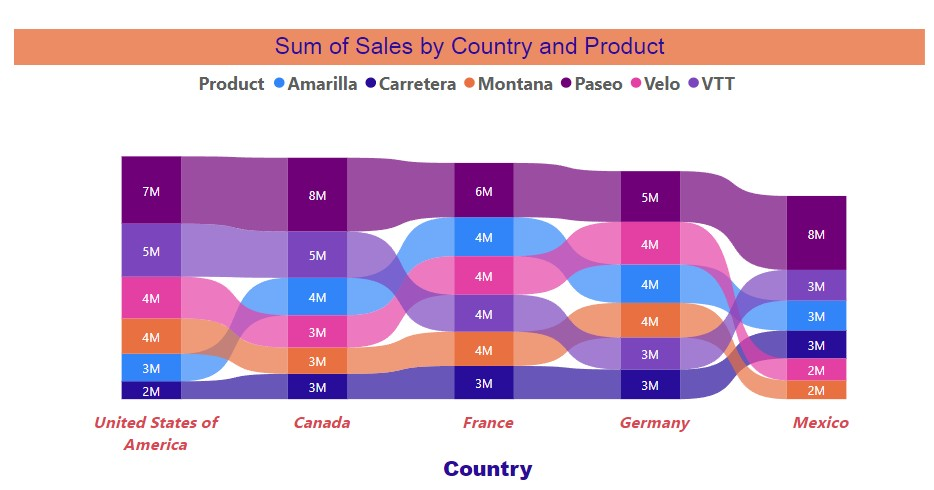 Sum of Sales by Country and Product
Product Amarilla Carretera Montana Paseo Velo VTT
7M
5M
4M
4M
3M
2M
8M
5M
4M
3M
3M
3M
6M
4M
4M
4M
4M
3M
5M
4M
4M
4M
3M
3M
8M
3M
3M
3M
2M
2M
United States of
America
Canada
France
Germany
Mexico
Country